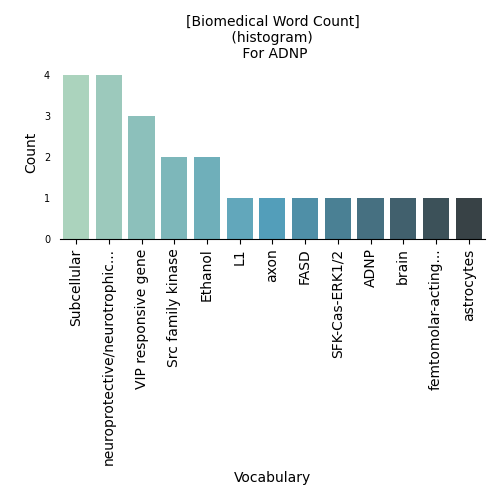 [Biomedical Word Count]
(histogram)
For ADNP
Count
4
3
2
1
0
Subcellular
neuroprotective/neurotrophic...
VIP responsive gene
Src family kinase
Ethanol
L1
axon
FASD
SFK-Cas-ERK1/2
ADNP
brain
femtomolar-acting...
astrocytes
Vocabulary